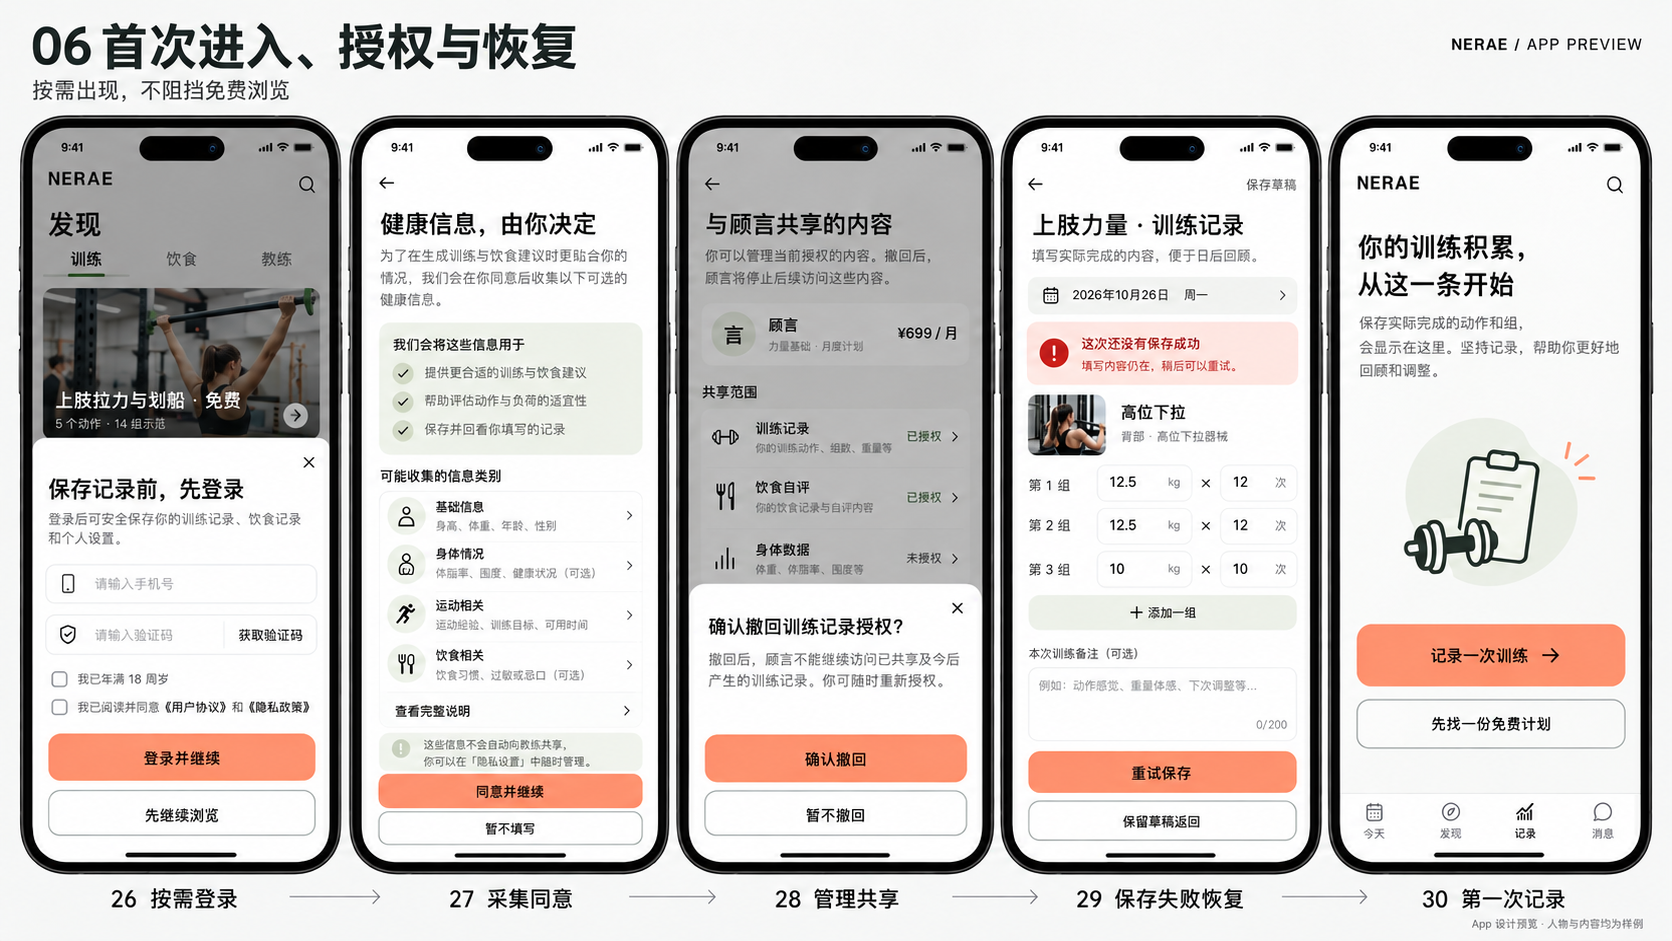 06 首次进入、授权与恢复
按需出现，不阻挡免费浏览
NERAE / APP PREVIEW
9:41
NERAE
发现
训练 饮食 教练
上肢拉力与划船 · 免费
5 个动作 · 14 组示范
保存记录前，先登录
登录后可安全保存你的训练记录、饮食记录
和个人设置。
请输入手机号
请输入验证码 获取验证码
我已年满 18 周岁
我已阅读并同意《用户协议》和《隐私政策》
登录并继续
先继续浏览
26 按需登录
9:41
健康信息，由你决定
为了在生成训练与饮食建议时更贴合你的
情况，我们会在你同意后收集以下可选的
健康信息。
我们会将这些信息用于
提供更合适的训练与饮食建议
帮助评估动作与负荷的适宜性
保存并回看你填写的记录
可能收集的信息类别
基础信息
身高、体重、年龄、性别
身体情况
体脂率、围度、健康状况（可选）
运动相关
运动经验、训练目标、可用时间
饮食相关
饮食习惯、过敏或忌口（可选）
查看完整说明
这些信息不会自动向教练共享，
你可以在「隐私设置」中随时管理。
同意并继续
暂不填写
27 采集同意
9:41
与顾言共享的内容
你可以管理当前授权的内容。撤回后，
顾言将停止后续访问这些内容。
言
顾言
力量基础 · 月度计划
¥699 / 月
共享范围
训练记录
你的训练动作、组数、重量等
已授权
饮食自评
你的饮食记录与自评内容
已授权
身体数据
体重、体脂率、围度等
未授权
确认撤回训练记录授权？
撤回后，顾言不能继续访问已共享及今后
产生的训练记录。你可随时重新授权。
确认撤回
暂不撤回
28 管理共享
9:41
保存草稿
上肢力量 · 训练记录
填写实际完成的内容，便于日后回顾。
2026年10月26日 周一
这次还没有保存成功
填写内容仍在，稍后可以重试。
高位下拉
背部 · 高位下拉器械
第 1 组 12.5 kg × 12 次
第 2 组 12.5 kg × 12 次
第 3 组 10 kg × 10 次
+ 添加一组
本次训练备注（可选）
例如：动作感觉、重量体感、下次调整等...
0/200
重试保存
保留草稿返回
29 保存失败恢复
9:41
NERAE
你的训练积累，
从这一条开始
保存实际完成的动作和组，
会显示在这里。坚持记录，帮助你更好地
回顾和调整。
记录一次训练
先找一份免费计划
今天 发现 记录 消息
30 第一次记录
App 设计预览 · 人物与内容均为样例